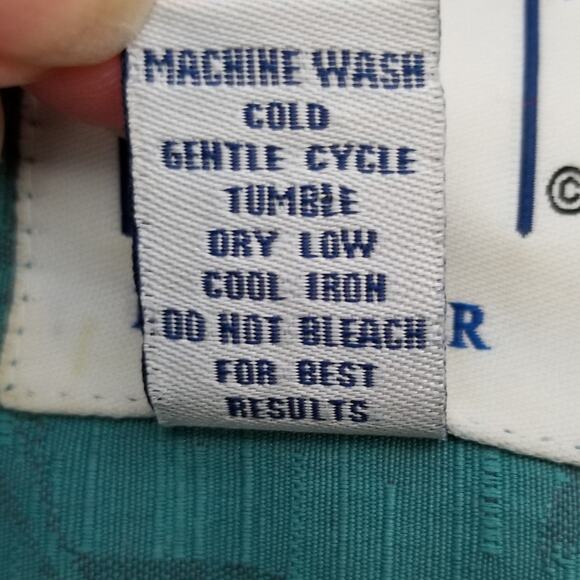 MACHINE WASH
COLD
GENTLE CYCLE
TUMBLE
DRY LOW
COOL IRON
DO NOT BLEACH
FOR BEST
RESULTS
©
R